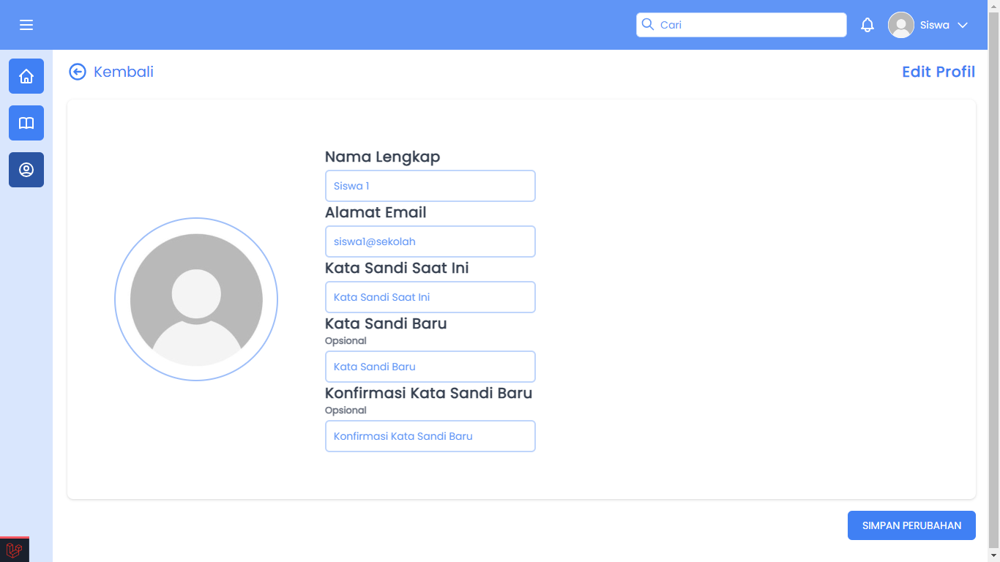 Cari
Siswa
Kembali
Edit Profil
Nama Lengkap
Siswa 1
Alamat Email
siswa1@sekolah
Kata Sandi Saat Ini
Kata Sandi Saat Ini
Kata Sandi Baru
Opsional
Kata Sandi Baru
Konfirmasi Kata Sandi Baru
Opsional
Konfirmasi Kata Sandi Baru
SIMPAN PERUBAHAN